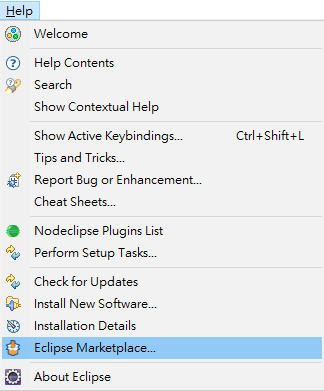 Help
Welcome
Help Contents
Search
Show Contextual Help
Show Active Keybindings... Ctrl+Shift+L
Tips and Tricks...
Report Bug or Enhancement...
Cheat Sheets...
Nodeclipse Plugins List
Perform Setup Tasks...
Check for Updates
Install New Software...
Installation Details
Eclipse Marketplace...
About Eclipse